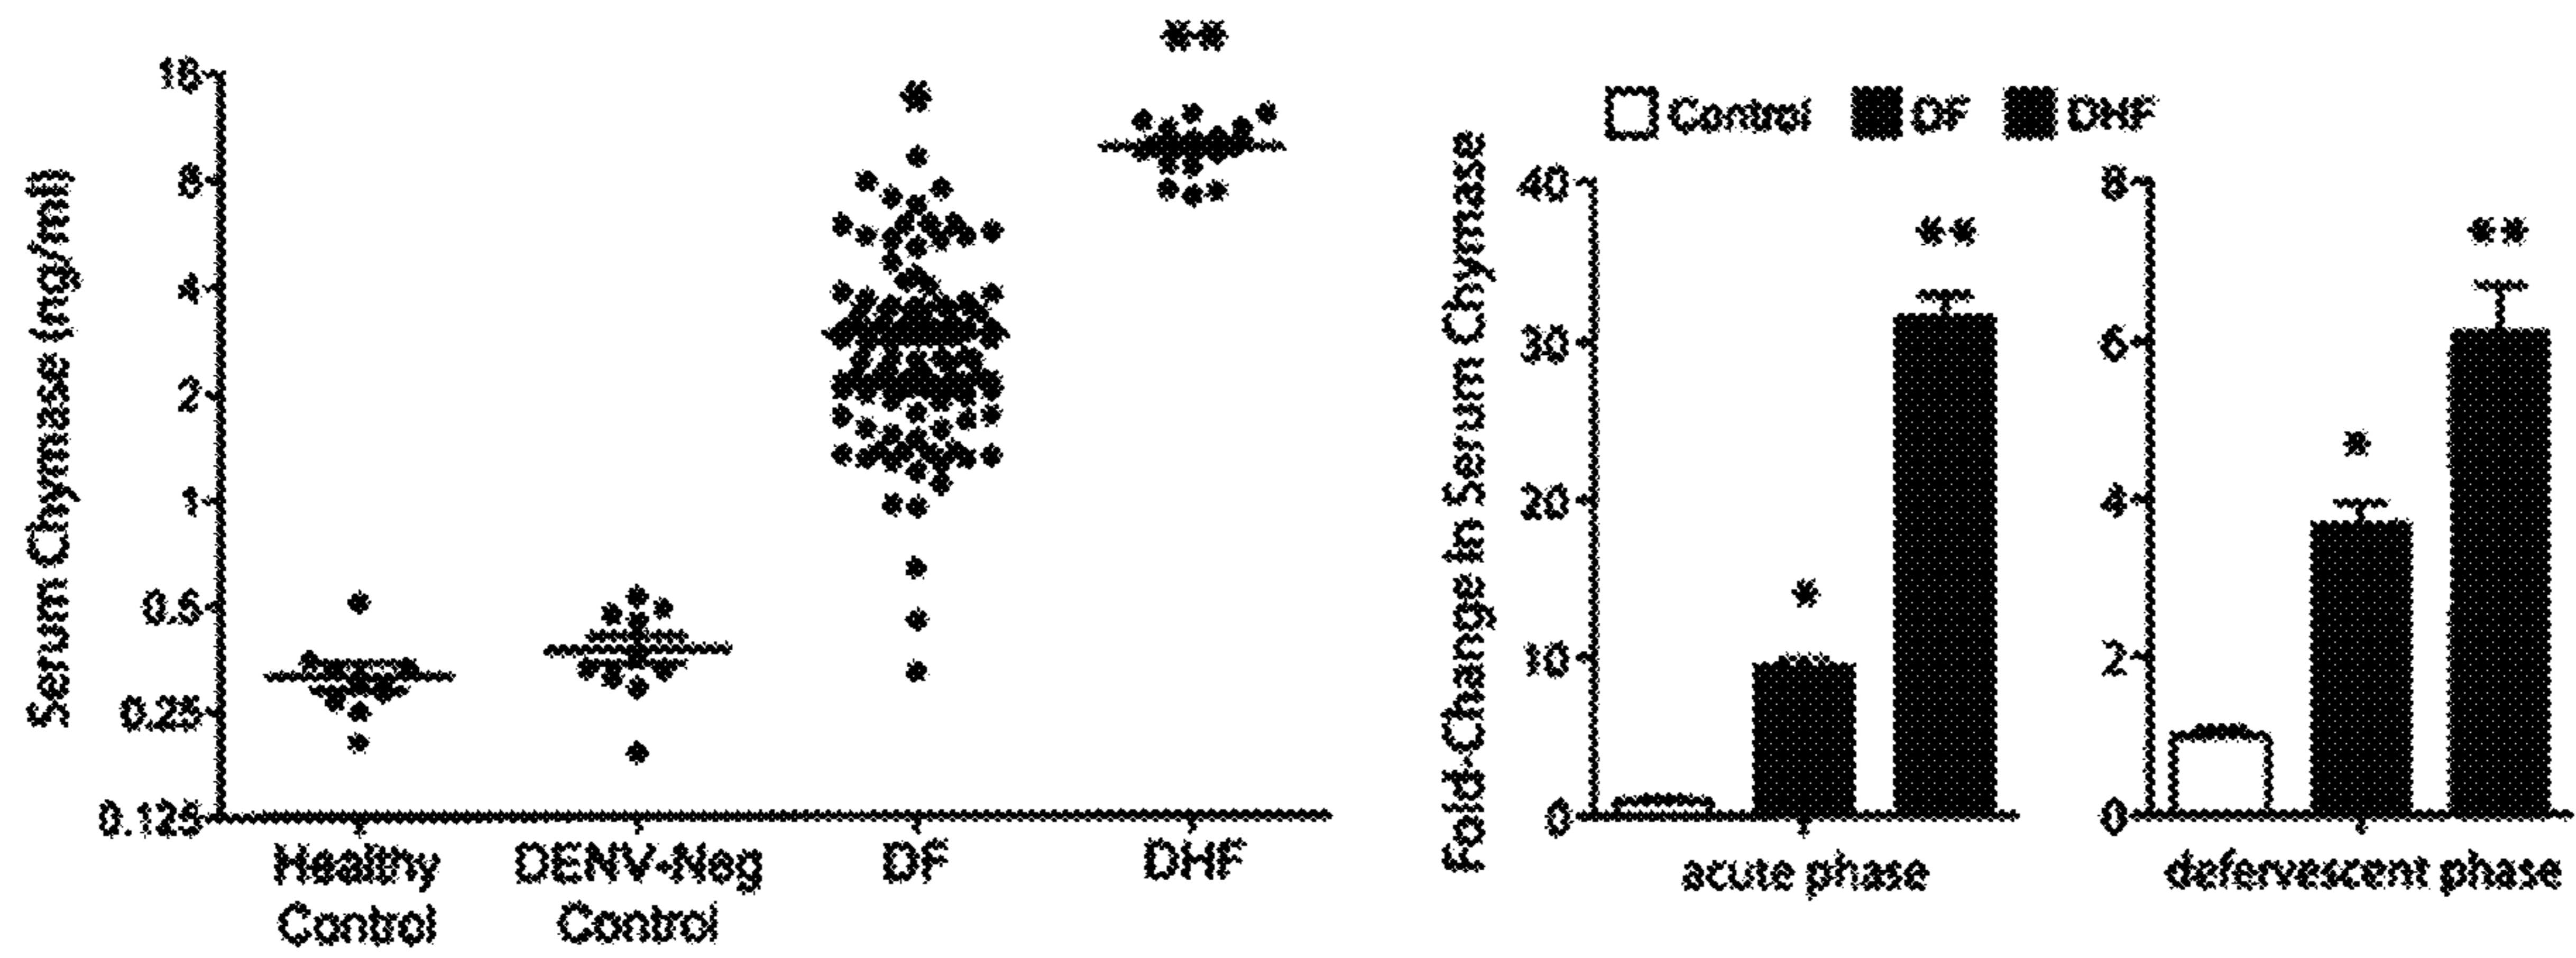 **
16
8
4
2
1
0.5
0.25
0.125
Serum Chymase (ng/ml)
Healthy Control
DENV-Neg Control
DF
DHF
Control DF DHF
Fold-Change In Serum Chymase
40
30
20
10
0
*
**
acute phase
8
6
4
2
0
*
**
defervescent phase